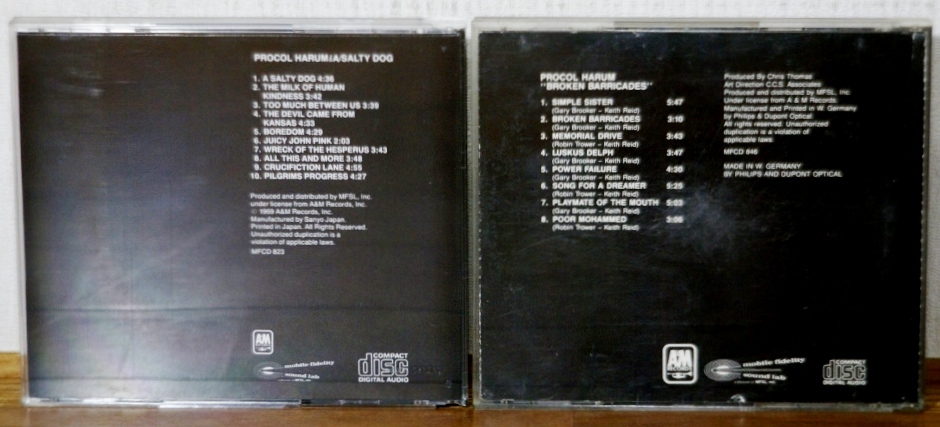 PROCOL HARUM/A/SALTY DOG
1. A SALTY DOG 4:36
2. THE MILK OF HUMAN
KINDNESS 3:42
3. TOO MUCH BETWEEN US 3:39
4. THE DEVIL CAME FROM
KANSAS 4:33
5. BOREDOM 4:29
6. JUICY JOHN PINK 2:03
7. WRECK OF THE HESPERUS 3:43
8. ALL THIS AND MORE 3:48
9. CRUCIFICTION LANE 4:55
10. PILGRIMS PROGRESS 4:27
Produced and distributed by MFSL, Inc.
under license from A&M Records, Inc.
© 1969 A&M Records, Inc.
Manufactured by Sanyo Japan.
Printed in Japan. All Rights Reserved.
Unauthorized duplication is a
violation of applicable laws.
MFCD 823
A&M
mobile fidelity
sound lab
COMPACT
disc
DIGITAL AUDIO
PROCOL HARUM
"BROKEN BARRICADES"
1. SIMPLE SISTER 5:47
(Gary Brooker – Keith Reid)
2. BROKEN BARRICADES 3:10
(Gary Brooker – Keith Reid)
3. MEMORIAL DRIVE 3:43
(Robin Trower – Keith Reid)
4. LUSKUS DELPH 3:47
(Gary Brooker – Keith Reid)
5. POWER FAILURE 4:30
(Gary Brooker – Keith Reid)
6. SONG FOR A DREAMER 5:25
(Robin Trower – Keith Reid)
7. PLAYMATE OF THE MOUTH 5:03
(Gary Brooker – Keith Reid)
8. POOR MOHAMMED 3:06
(Robin Trower – Keith Reid)
Produced By Chris Thomas
Art Direction C.C.S. Associates
Produced and distributed by MFSL, Inc.
Under license from A & M Records.
Manufactured and Printed in W. Germany
by Philips & Dupont Optical.
All rights reserved. Unauthorized
duplication is a violation of
applicable laws.
MFCD 846
MADE IN W. GERMANY
BY PHILIPS AND DUPONT OPTICAL
A&M
mobile fidelity
sound lab
COMPACT
disc
DIGITAL AUDIO